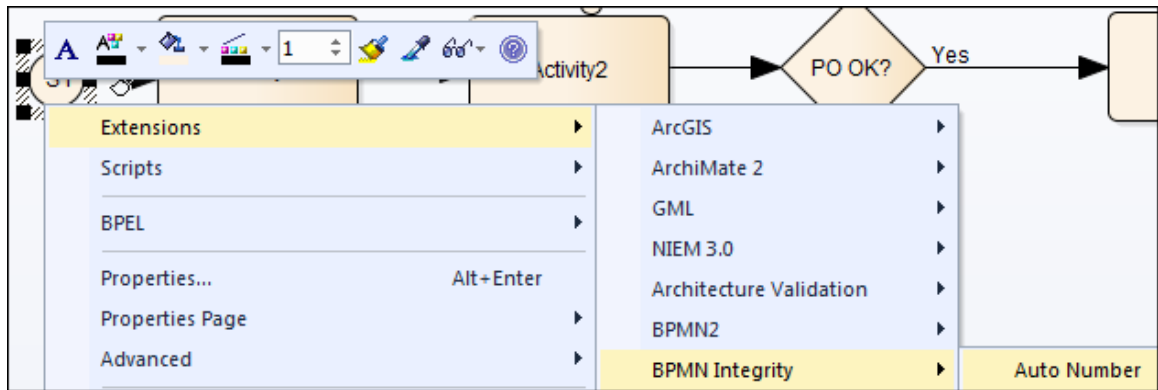 A
1
Activity2
PO OK?
Yes
Extensions
Scripts
BPEL
Properties... Alt+Enter
Properties Page
Advanced
ArcGIS
ArchiMate 2
GML
NIEM 3.0
Architecture Validation
BPMN2
BPMN Integrity
Auto Number